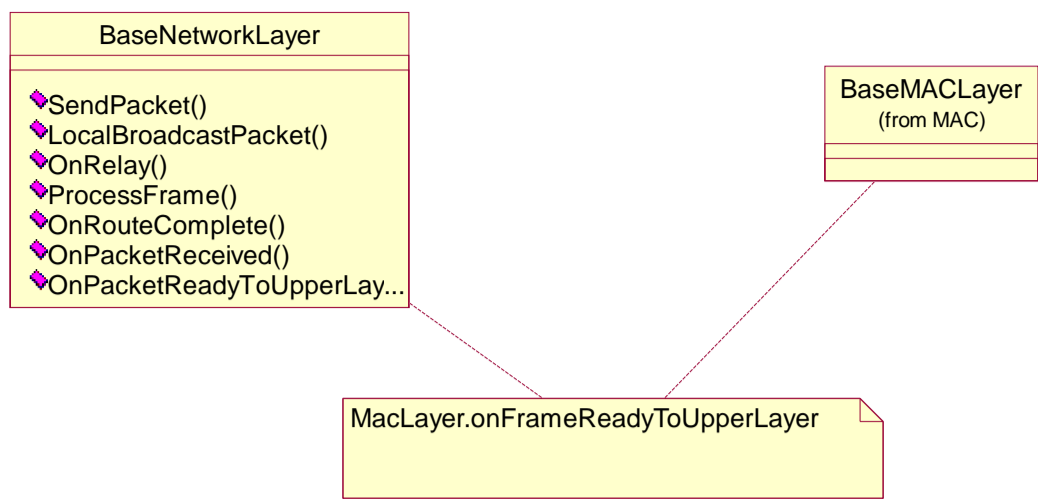 BaseNetworkLayer
SendPacket()
LocalBroadcastPacket()
OnRelay()
ProcessFrame()
OnRouteComplete()
OnPacketReceived()
OnPacketReadyToUpperLay...
BaseMACLayer
(from MAC)
MacLayer.onFrameReadyToUpperLayer